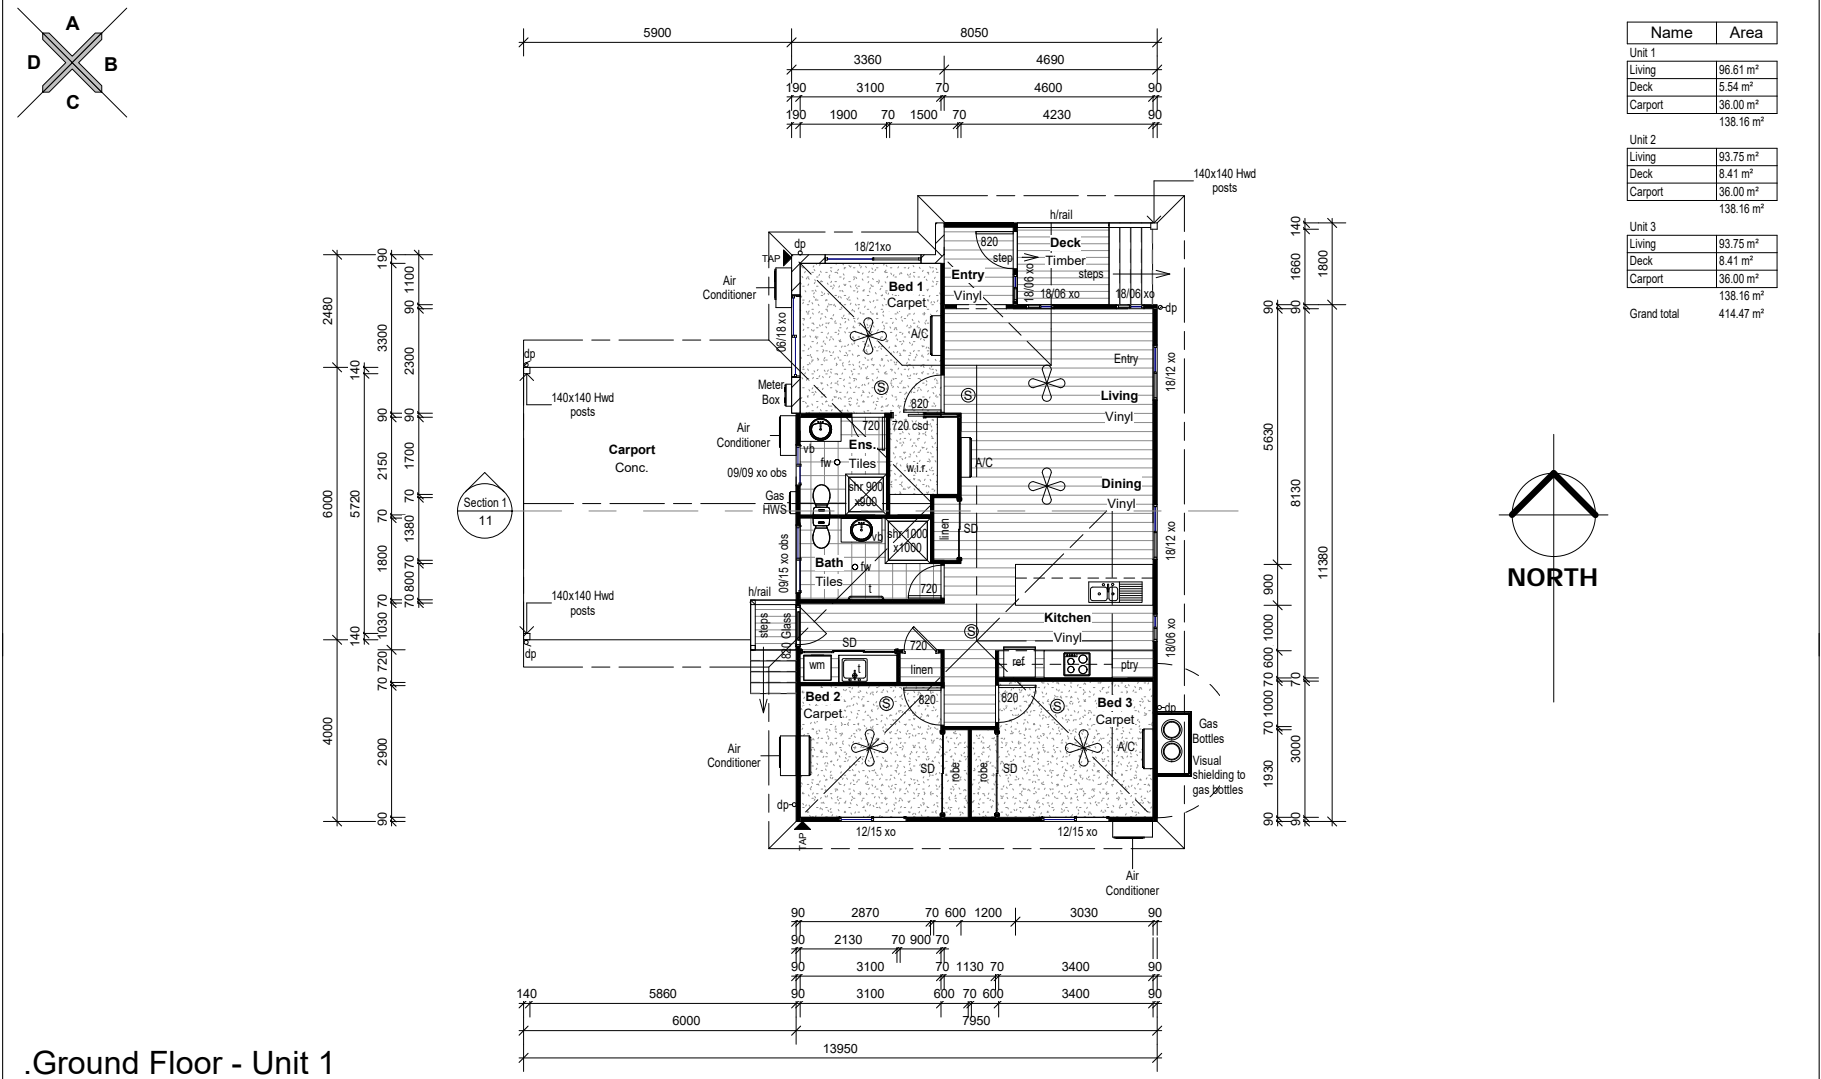 A
D
B
C
5900
8050
3360
4690
190
3100
70
4600
90
190
1900
70
1500
70
4230
90
Name
Area
Unit 1
Living
96.61 m²
Deck
5.54 m²
Carport
36.00 m²
138.16 m²
Unit 2
Living
93.75 m²
Deck
8.41 m²
Carport
36.00 m²
138.16 m²
Unit 3
Living
93.75 m²
Deck
8.41 m²
Carport
36.00 m²
138.16 m²
Grand total
414.47 m²
140x140 Hwd
posts
h/rail
dp
18/21xo
TAP
820
Deck
Timber
step
steps
18/06 xo
18/06 xo
18/06 xo
dp
Entry
Vinyl
Air
Conditioner
Bed 1
Carpet
06/18 xo
A/C
Entry
18/12 xo
S
S
820
Living
Vinyl
Meter
Box
dp
140x140 Hwd
posts
Carport
Conc.
Air
Conditioner
720
720 csd
vb
Ens.
Tiles
fw
w.i.r.
A/C
09/09 xo obs
shr 900
x900
Gas
HWS
Dining
Vinyl
Section 1
11
linen
SD
shr 1000
x1000
vb
18/12 xo
Bath
Tiles
fw
09/15 xo obs
t
720
h/rail
140x140 Hwd
posts
dp
steps
820 Glass
SD
720
S
Kitchen
Vinyl
18/06 xo
wm
t
linen
ref
ptry
Bed 2
Carpet
S
820
820
S
Bed 3
Carpet
dp
Gas
Bottles
Visual
shielding to
gas bottles
A/C
Air
Conditioner
SD
robe
robe
SD
dp
TAP
12/15 xo
12/15 xo
Air
Conditioner
NORTH
2480
6000
4000
140
5720
140
190
3300
90
2150
70
1800
70
1030
720
70
2900
90
1100
90
2300
90
1700
70
1380
70
800
70
90
5630
900
1000
600
70
1000
70
1930
90
140
1660
90
8130
70
3000
90
1800
11380
90
2870
70
600
1200
3030
90
90
2130
70
900
70
90
3100
70
1130
70
3400
90
140
5860
90
3100
600
70
600
3400
90
6000
7950
13950
.Ground Floor - Unit 1